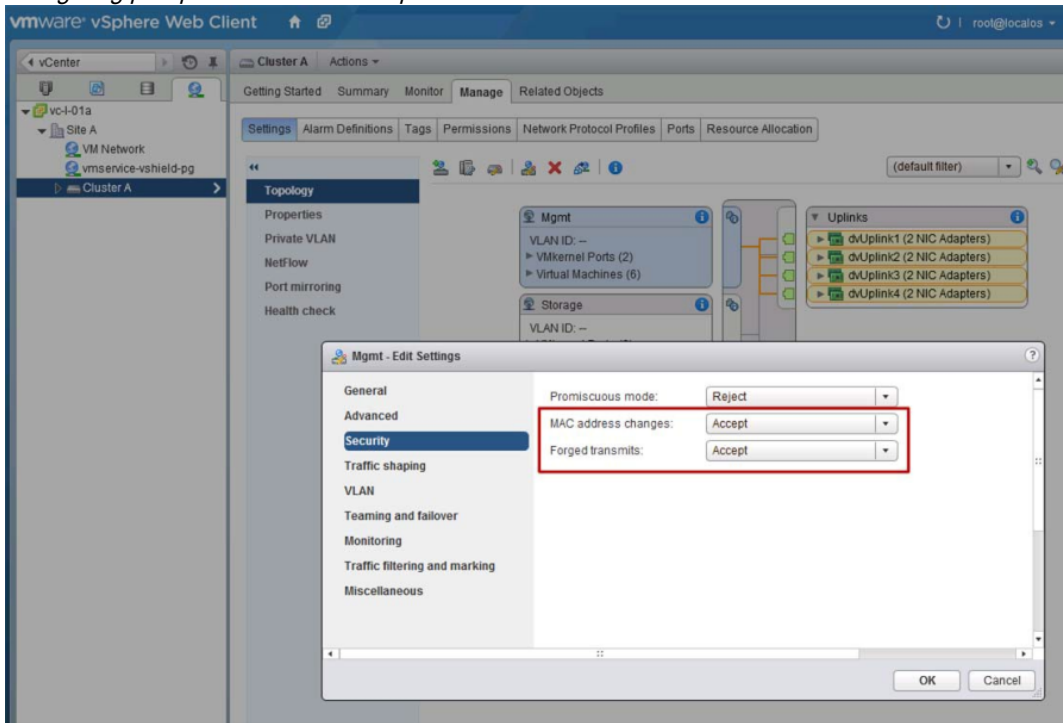 vmware® vSphere Web Client
root@localos
vCenter
Cluster A Actions
Getting Started Summary Monitor Manage Related Objects
vc-l-01a
Site A
VM Network
vmservice-vshield-pg
Cluster A
Settings Alarm Definitions Tags Permissions Network Protocol Profiles Ports Resource Allocation
(default filter)
Topology
Properties
Private VLAN
NetFlow
Port mirroring
Health check
Mgmt
VLAN ID: --
VMkernel Ports (2)
Virtual Machines (6)
Storage
VLAN ID: --
Uplinks
dvUplink1 (2 NIC Adapters)
dvUplink2 (2 NIC Adapters)
dvUplink3 (2 NIC Adapters)
dvUplink4 (2 NIC Adapters)
Mgmt - Edit Settings
General
Advanced
Security
Traffic shaping
VLAN
Teaming and failover
Monitoring
Traffic filtering and marking
Miscellaneous
Promiscuous mode: Reject
MAC address changes: Accept
Forged transmits: Accept
OK Cancel